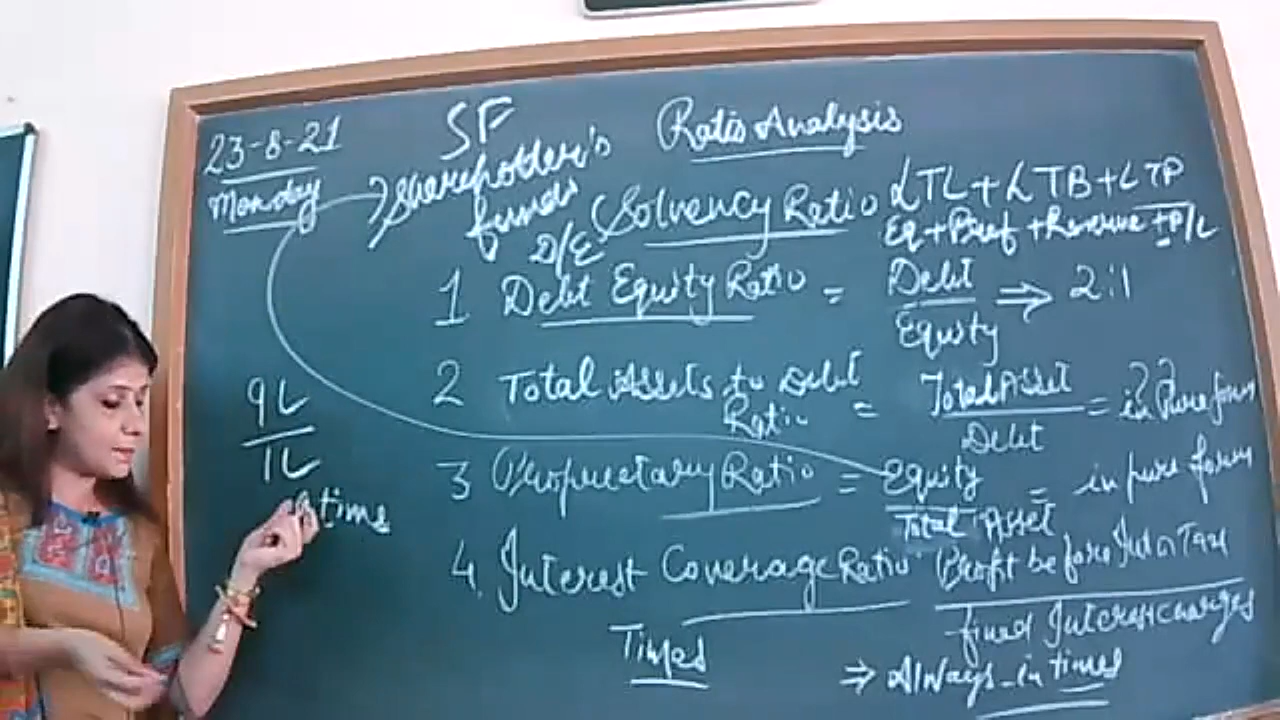 23-8-21
Monday
SF
Shareholder's
funds
Ratio Analysis
Solvency Ratio
LTL + LTB + LTP
Eq + Pref + Reserve + P/L
D/E
1 Debt Equity Ratio = Debt / Equity ⇒ 2:1
2 Total Assets to Debt Ratio = Total Asset / Debt = in Pure form
??
3 Proprietary Ratio = Equity / Total Asset = in pure form
4. Interest Coverage Ratio
Profit before Int n Tax
fixed Interest charges
Times
⇒ Always in times
9L
1L
times